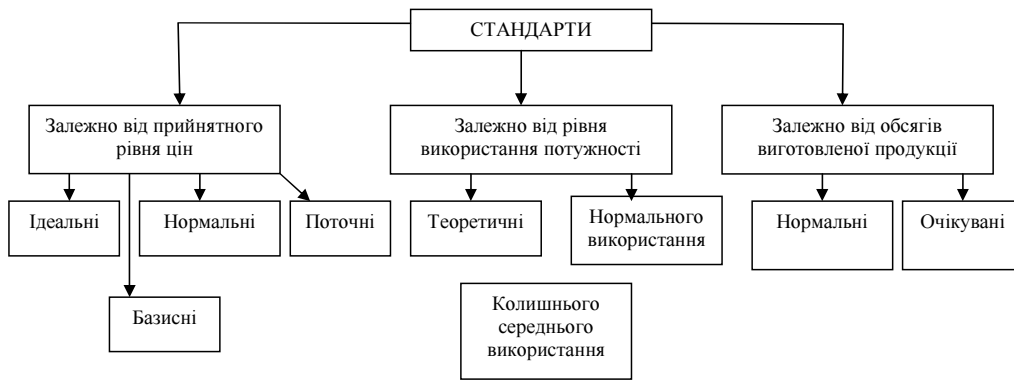 СТАНДАРТИ
Залежно від прийнятного
рівня цін
Залежно від рівня
використання потужності
Залежно від обсягів
виготовленої продукції
Ідеальні
Нормальні
Поточні
Теоретичні
Нормального
використання
Нормальні
Очікувані
Базисні
Колишнього
середнього
використання